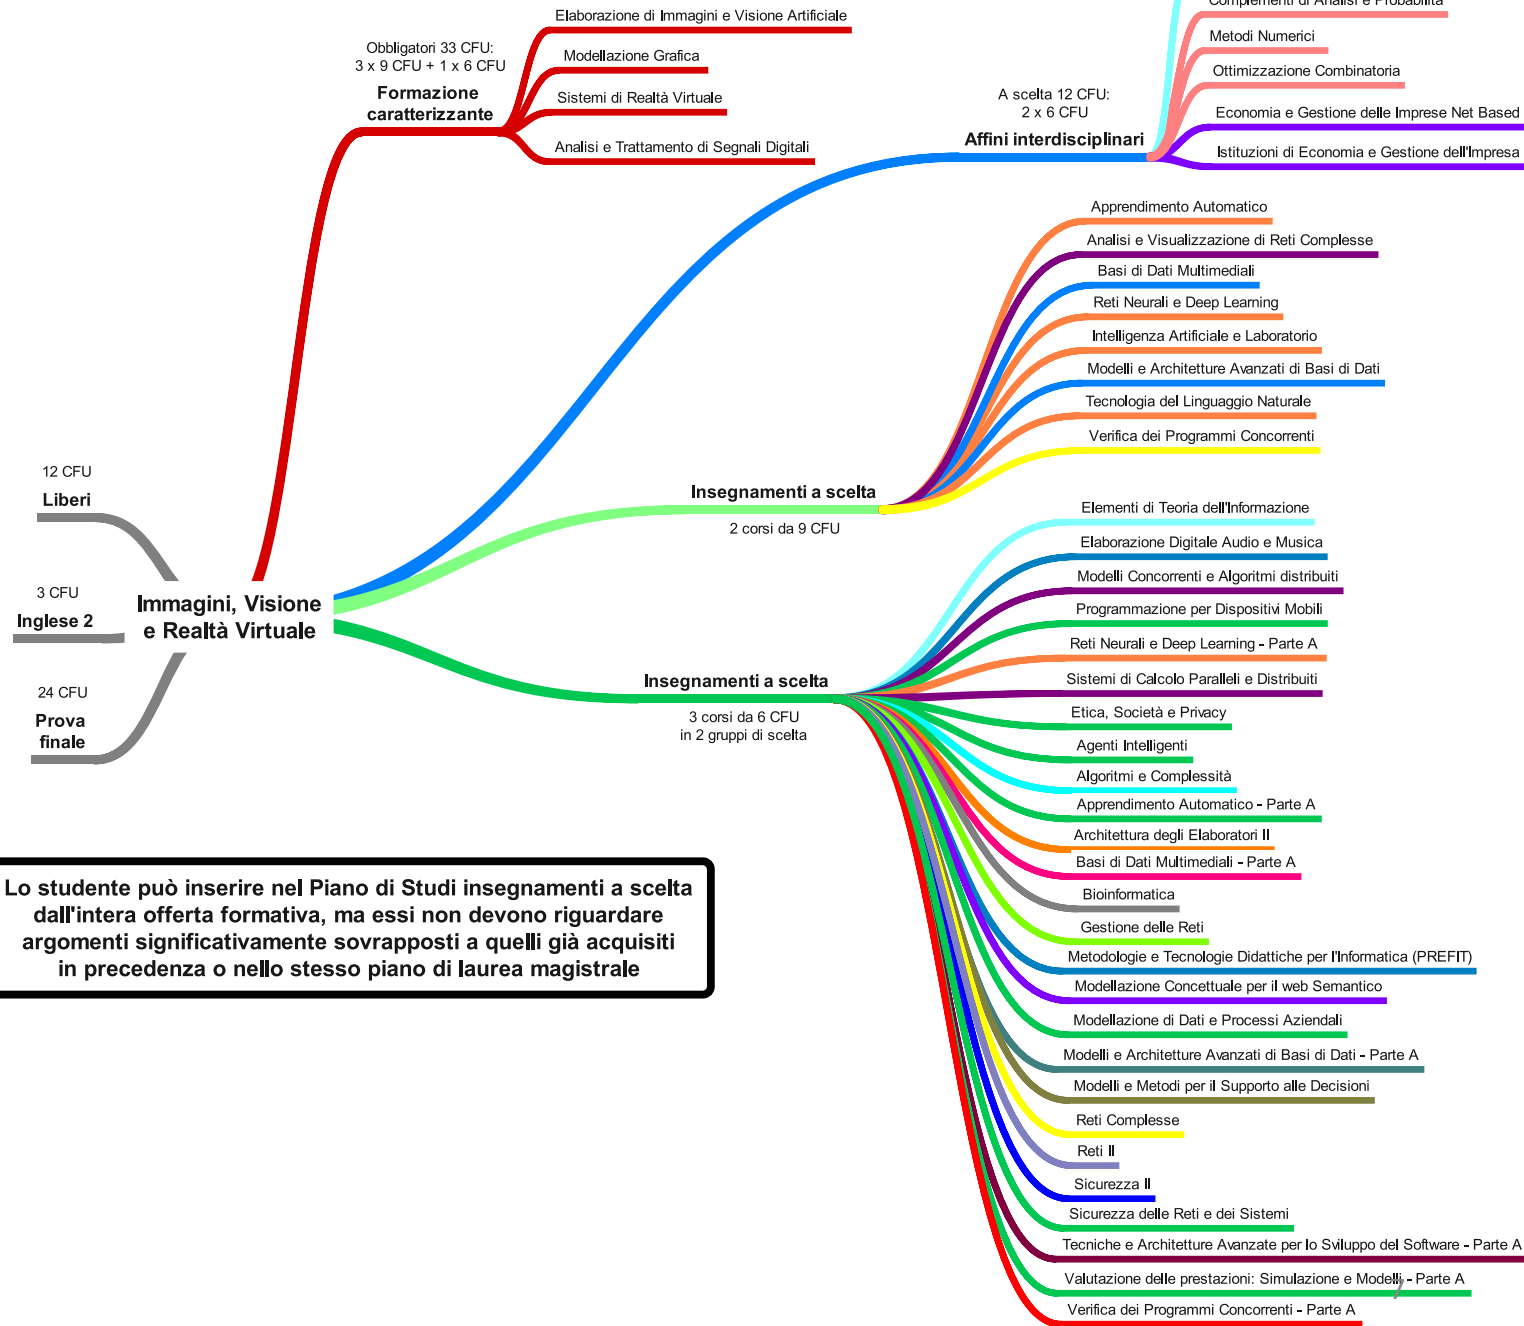 Elaborazione di Immagini e Visione Artificiale
Obbligatori 33 CFU:
3 x 9 CFU + 1 x 6 CFU
Formazione
caratterizzante
Modellazione Grafica
Sistemi di Realtà Virtuale
Analisi e Trattamento di Segnali Digitali
Complementi di Analisi e Probabilità
Metodi Numerici
Ottimizzazione Combinatoria
A scelta 12 CFU:
2 x 6 CFU
Affini interdisciplinari
Economia e Gestione delle Imprese Net Based
Istituzioni di Economia e Gestione dell'Impresa
Apprendimento Automatico
Analisi e Visualizzazione di Reti Complesse
Basi di Dati Multimediali
Reti Neurali e Deep Learning
Intelligenza Artificiale e Laboratorio
Modelli e Architetture Avanzati di Basi di Dati
Tecnologia del Linguaggio Naturale
Verifica dei Programmi Concorrenti
Insegnamenti a scelta
2 corsi da 9 CFU
12 CFU
Liberi
3 CFU
Inglese 2
24 CFU
Prova
finale
Immagini, Visione
e Realtà Virtuale
Insegnamenti a scelta
3 corsi da 6 CFU
in 2 gruppi di scelta
Elementi di Teoria dell'Informazione
Elaborazione Digitale Audio e Musica
Modelli Concorrenti e Algoritmi distribuiti
Programmazione per Dispositivi Mobili
Reti Neurali e Deep Learning - Parte A
Sistemi di Calcolo Paralleli e Distribuiti
Etica, Società e Privacy
Agenti Intelligenti
Algoritmi e Complessità
Apprendimento Automatico - Parte A
Architettura degli Elaboratori II
Basi di Dati Multimediali - Parte A
Bioinformatica
Gestione delle Reti
Metodologie e Tecnologie Didattiche per l'Informatica (PREFIT)
Modellazione Concettuale per il web Semantico
Modellazione di Dati e Processi Aziendali
Modelli e Architetture Avanzati di Basi di Dati - Parte A
Modelli e Metodi per il Supporto alle Decisioni
Reti Complesse
Reti II
Sicurezza II
Sicurezza delle Reti e dei Sistemi
Tecniche e Architetture Avanzate per lo Sviluppo del Software - Parte A
Valutazione delle prestazioni: Simulazione e Modelli - Parte A
Verifica dei Programmi Concorrenti - Parte A
Lo studente può inserire nel Piano di Studi insegnamenti a scelta
dall'intera offerta formativa, ma essi non devono riguardare
argomenti significativamente sovrapposti a quelli già acquisiti
in precedenza o nello stesso piano di laurea magistrale